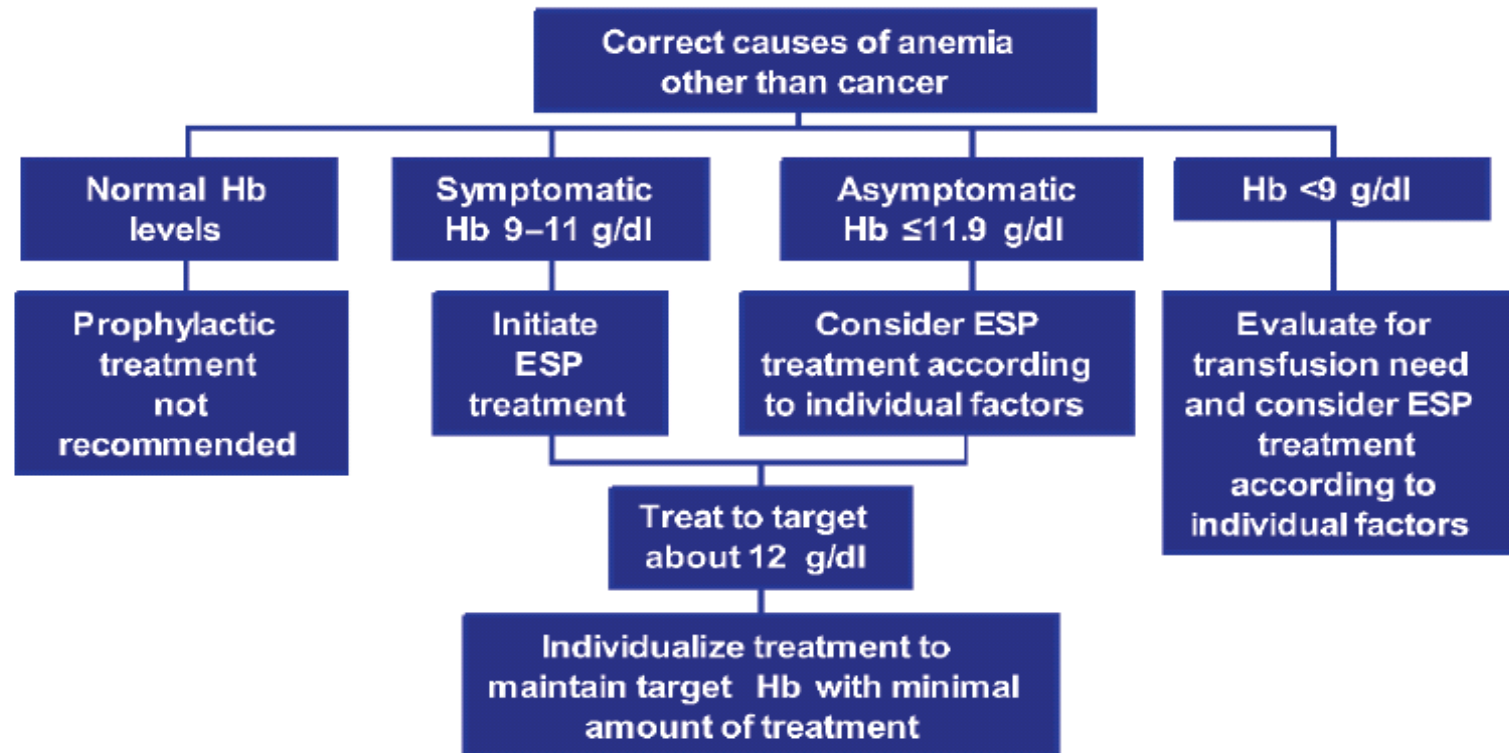 Correct causes of anemia
other than cancer
Normal Hb
levels
Symptomatic
Hb 9–11 g/dl
Asymptomatic
Hb ≤11.9 g/dl
Hb <9 g/dl
Prophylactic
treatment
not
recommended
Initiate
ESP
treatment
Consider ESP
treatment according
to individual factors
Evaluate for
transfusion need
and consider ESP
treatment
according to
individual factors
Treat to target
about 12 g/dl
Individualize treatment to
maintain target Hb with minimal
amount of treatment